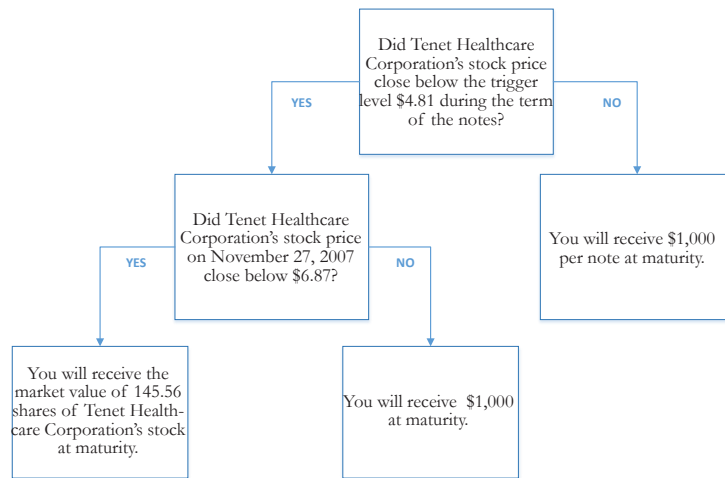 Did Tenet Healthcare
Corporation’s stock price
close below the trigger
level $4.81 during the term
of the notes?
YES
NO
Did Tenet Healthcare
Corporation’s stock price
on November 27, 2007
close below $6.87?
You will receive $1,000
per note at maturity.
YES
NO
You will receive the
market value of 145.56
shares of Tenet Health-
care Corporation’s stock
at maturity.
You will receive $1,000
at maturity.